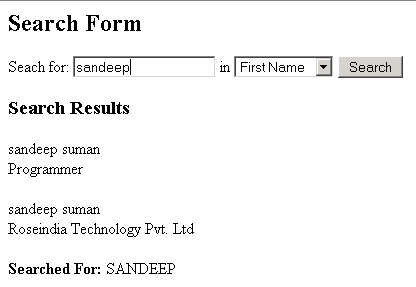 Search Form
Seach for: sandeep in First Name Search
Search Results
sandeep suman
Programmer
sandeep suman
Roseindia Technology Pvt. Ltd
Searched For: SANDEEP